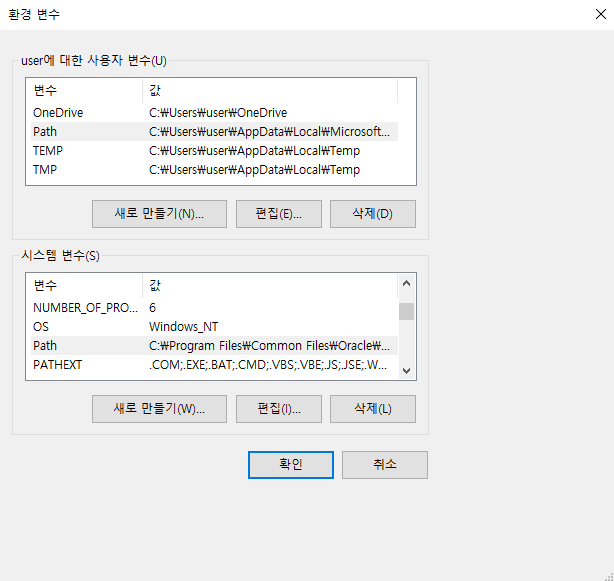 환경 변수
user에 대한 사용자 변수(U)
변수 값
OneDrive C:₩Users₩user₩OneDrive
Path C:₩Users₩user₩AppData₩Local₩Microsoft...
TEMP C:₩Users₩user₩AppData₩Local₩Temp
TMP C:₩Users₩user₩AppData₩Local₩Temp
새로 만들기(N)... 편집(E)... 삭제(D)
시스템 변수(S)
변수 값
NUMBER_OF_PRO... 6
OS Windows_NT
Path C:₩Program Files₩Common Files₩Oracle₩...
PATHEXT .COM;.EXE;.BAT;.CMD;.VBS;.VBE;.JS;.JSE;.W...
새로 만들기(W)... 편집(I)... 삭제(L)
확인 취소